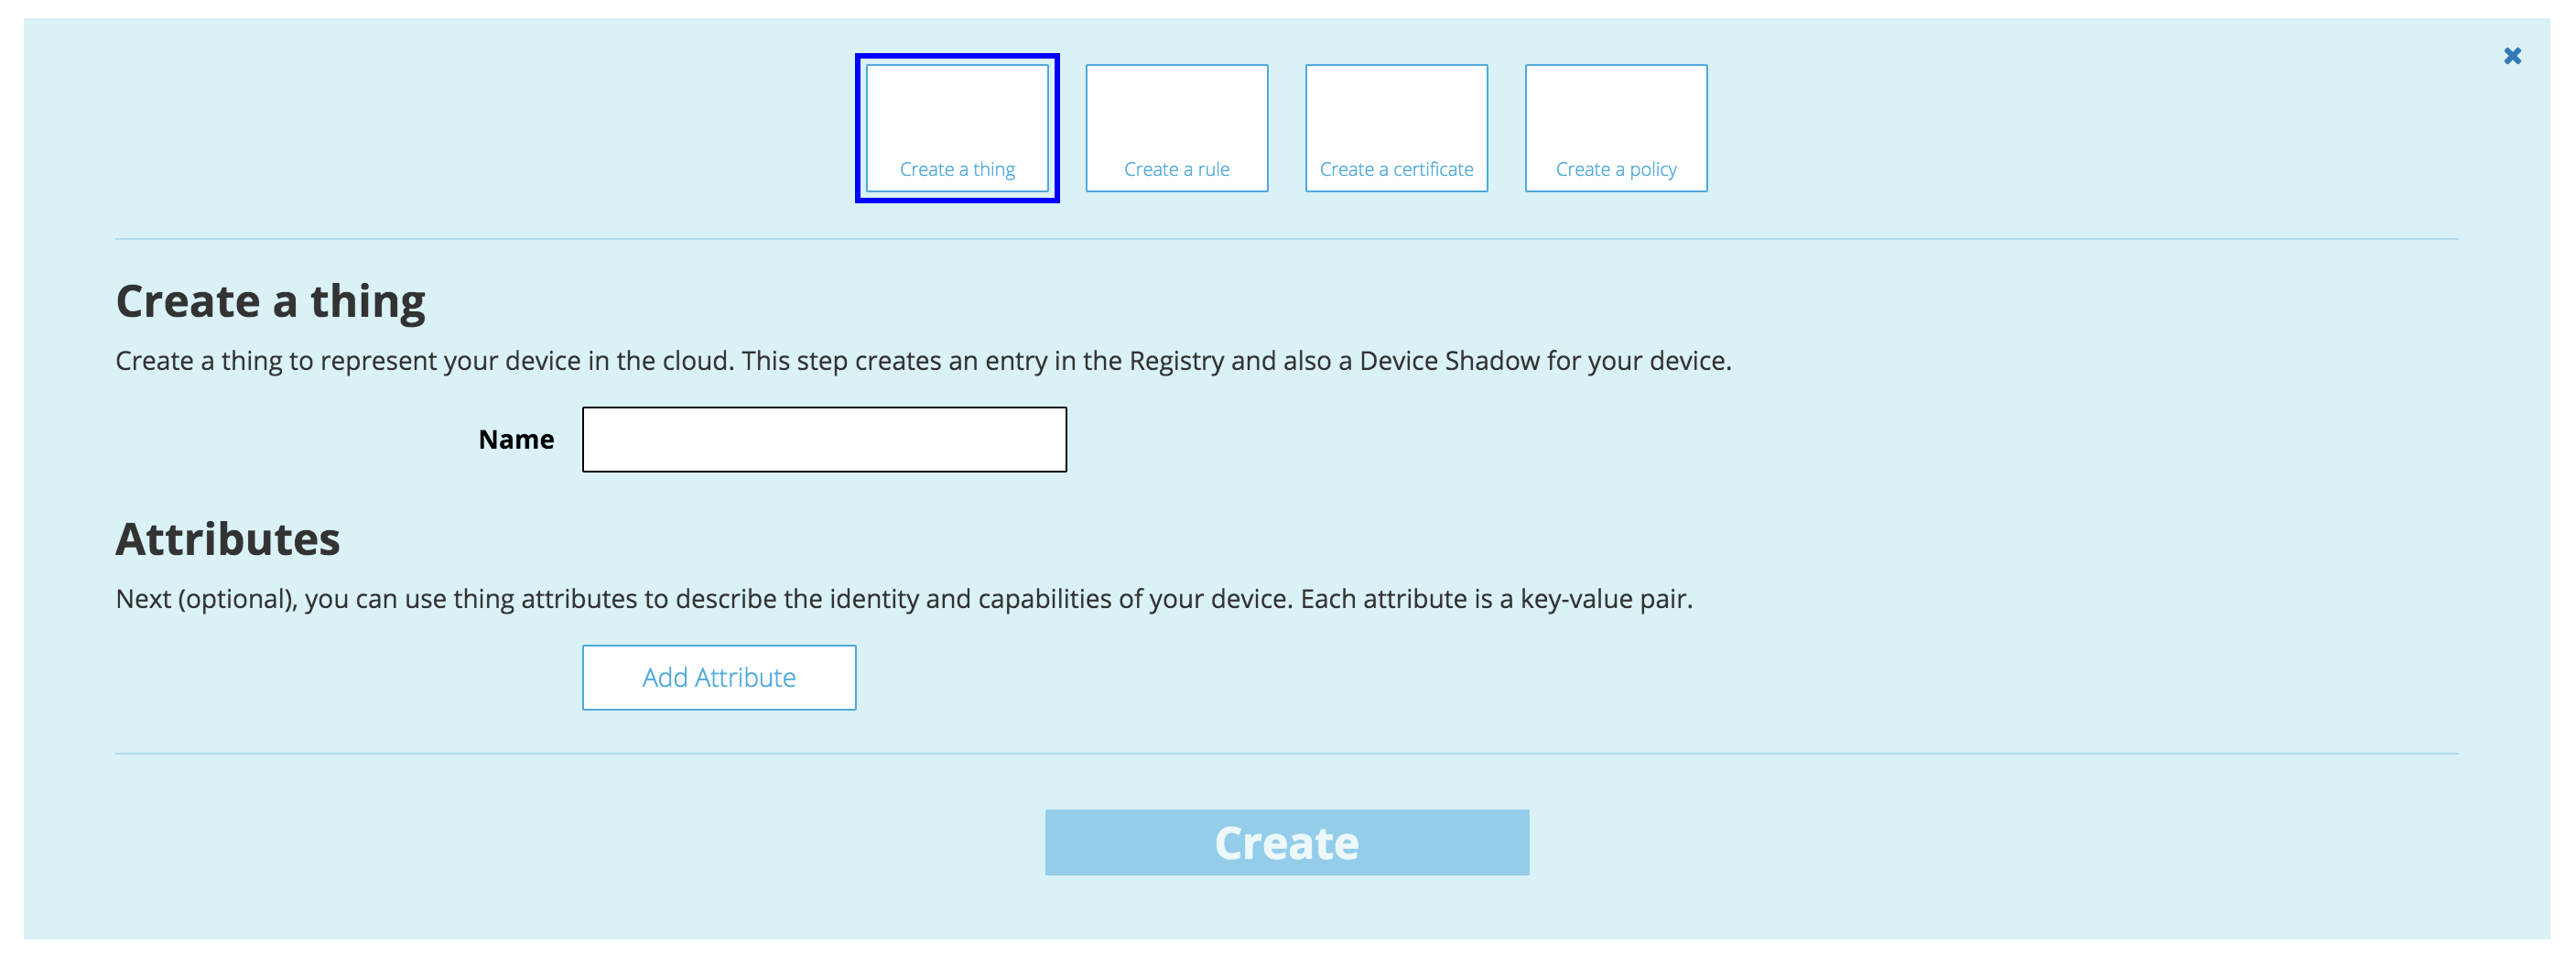 Create a thing
Create a rule
Create a certificate
Create a policy
Create a thing
Create a thing to represent your device in the cloud. This step creates an entry in the Registry and also a Device Shadow for your device.
Name
Attributes
Next (optional), you can use thing attributes to describe the identity and capabilities of your device. Each attribute is a key-value pair.
Add Attribute
Create